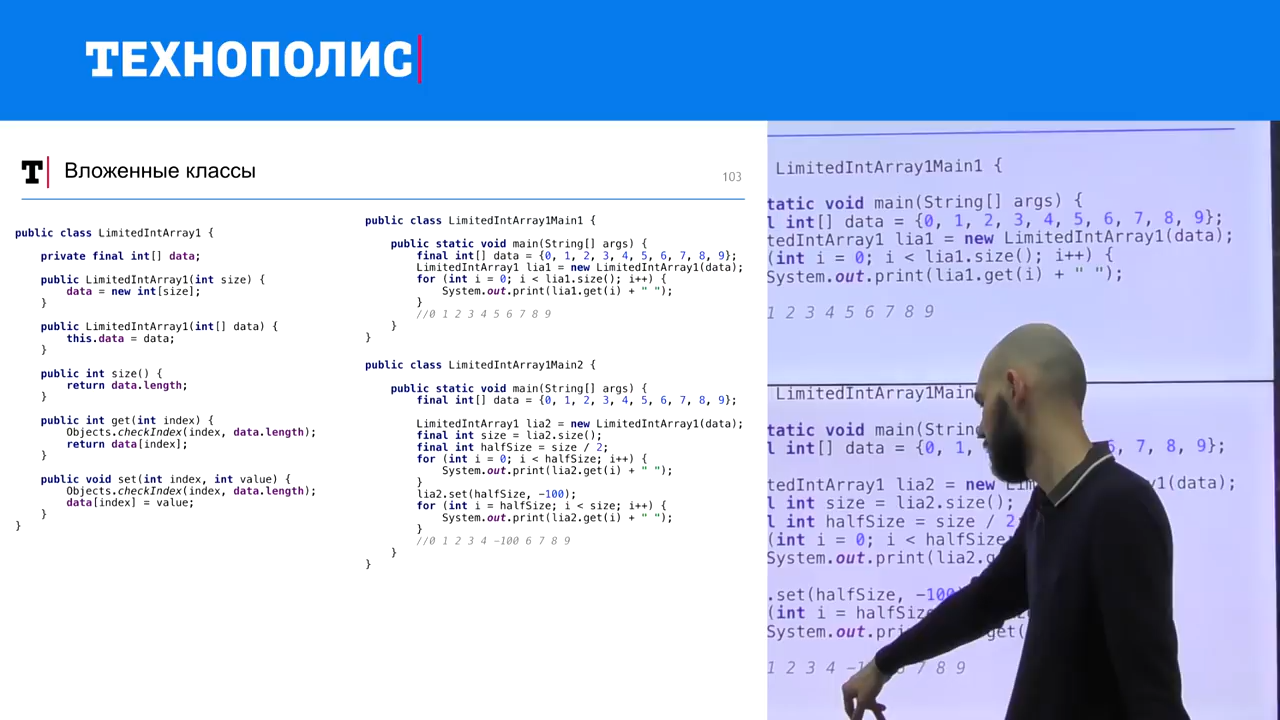 ТЕХНОПОЛИС
T
Вложенные классы
103
public class LimitedIntArray1 {
private final int[] data;
public LimitedIntArray1(int size) {
data = new int[size];
}
public LimitedIntArray1(int[] data) {
this.data = data;
}
public int size() {
return data.length;
}
public int get(int index) {
Objects.checkIndex(index, data.length);
return data[index];
}
public void set(int index, int value) {
Objects.checkIndex(index, data.length);
data[index] = value;
}
}
public class LimitedIntArray1Main1 {
public static void main(String[] args) {
final int[] data = {0, 1, 2, 3, 4, 5, 6, 7, 8, 9};
LimitedIntArray1 lia1 = new LimitedIntArray1(data);
for (int i = 0; i < lia1.size(); i++) {
System.out.print(lia1.get(i) + " ");
}
//0 1 2 3 4 5 6 7 8 9
}
}
public class LimitedIntArray1Main2 {
public static void main(String[] args) {
final int[] data = {0, 1, 2, 3, 4, 5, 6, 7, 8, 9};
LimitedIntArray1 lia2 = new LimitedIntArray1(data);
final int size = lia2.size();
final int halfSize = size / 2;
for (int i = 0; i < halfSize; i++) {
System.out.print(lia2.get(i) + " ");
}
lia2.set(halfSize, -100);
for (int i = halfSize; i < size; i++) {
System.out.print(lia2.get(i) + " ");
}
//0 1 2 3 4 -100 6 7 8 9
}
}
LimitedIntArray1Main1 {
tatic void main(String[] args) {
l int[] data = {0, 1, 2, 3, 4, 5, 6, 7, 8, 9};
tedIntArray1 lia1 = new LimitedIntArray1(data);
(int i = 0; i < lia1.size(); i++) {
System.out.print(lia1.get(i) + " ");
1 2 3 4 5 6 7 8 9
LimitedIntArray1Main
tatic void main(String
l int[] data = {0, 1, 6, 7, 8, 9};
tedIntArray1 lia2 = new Lim y1(data);
l int size = lia2.size();
l int halfSize = size / 2;
(int i = 0; i < halfSize;
System.out.print(lia2.g
.set(halfSize, -100)
(int i = halfSize
System.out.pri get(
1 2 3 4 -1 6 7 8 9